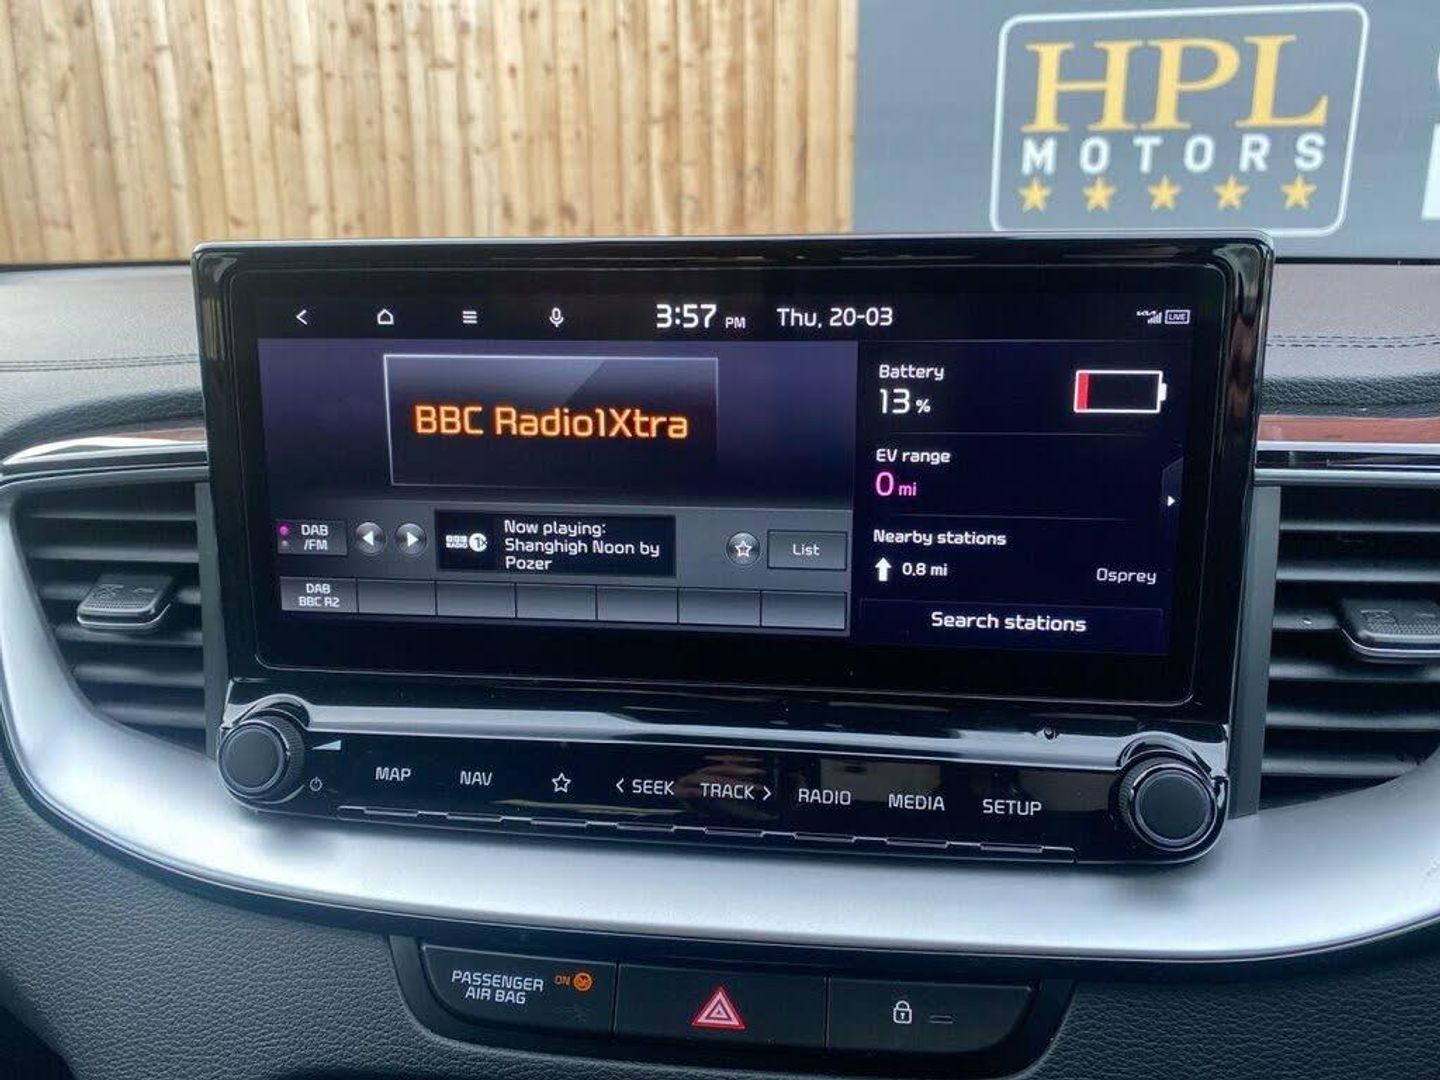 HPL
MOTORS
3:57 PM Thu, 20-03
LIVE
BBC Radio1Xtra
Battery
13 %
EV range
0 mi
DAB
/FM
Now playing:
Shanghigh Noon by
Pozer
List
Nearby stations
0.8 mi
Osprey
DAB
BBC R2
Search stations
MAP NAV SEEK TRACK RADIO MEDIA SETUP
PASSENGER
AIR BAG
ON